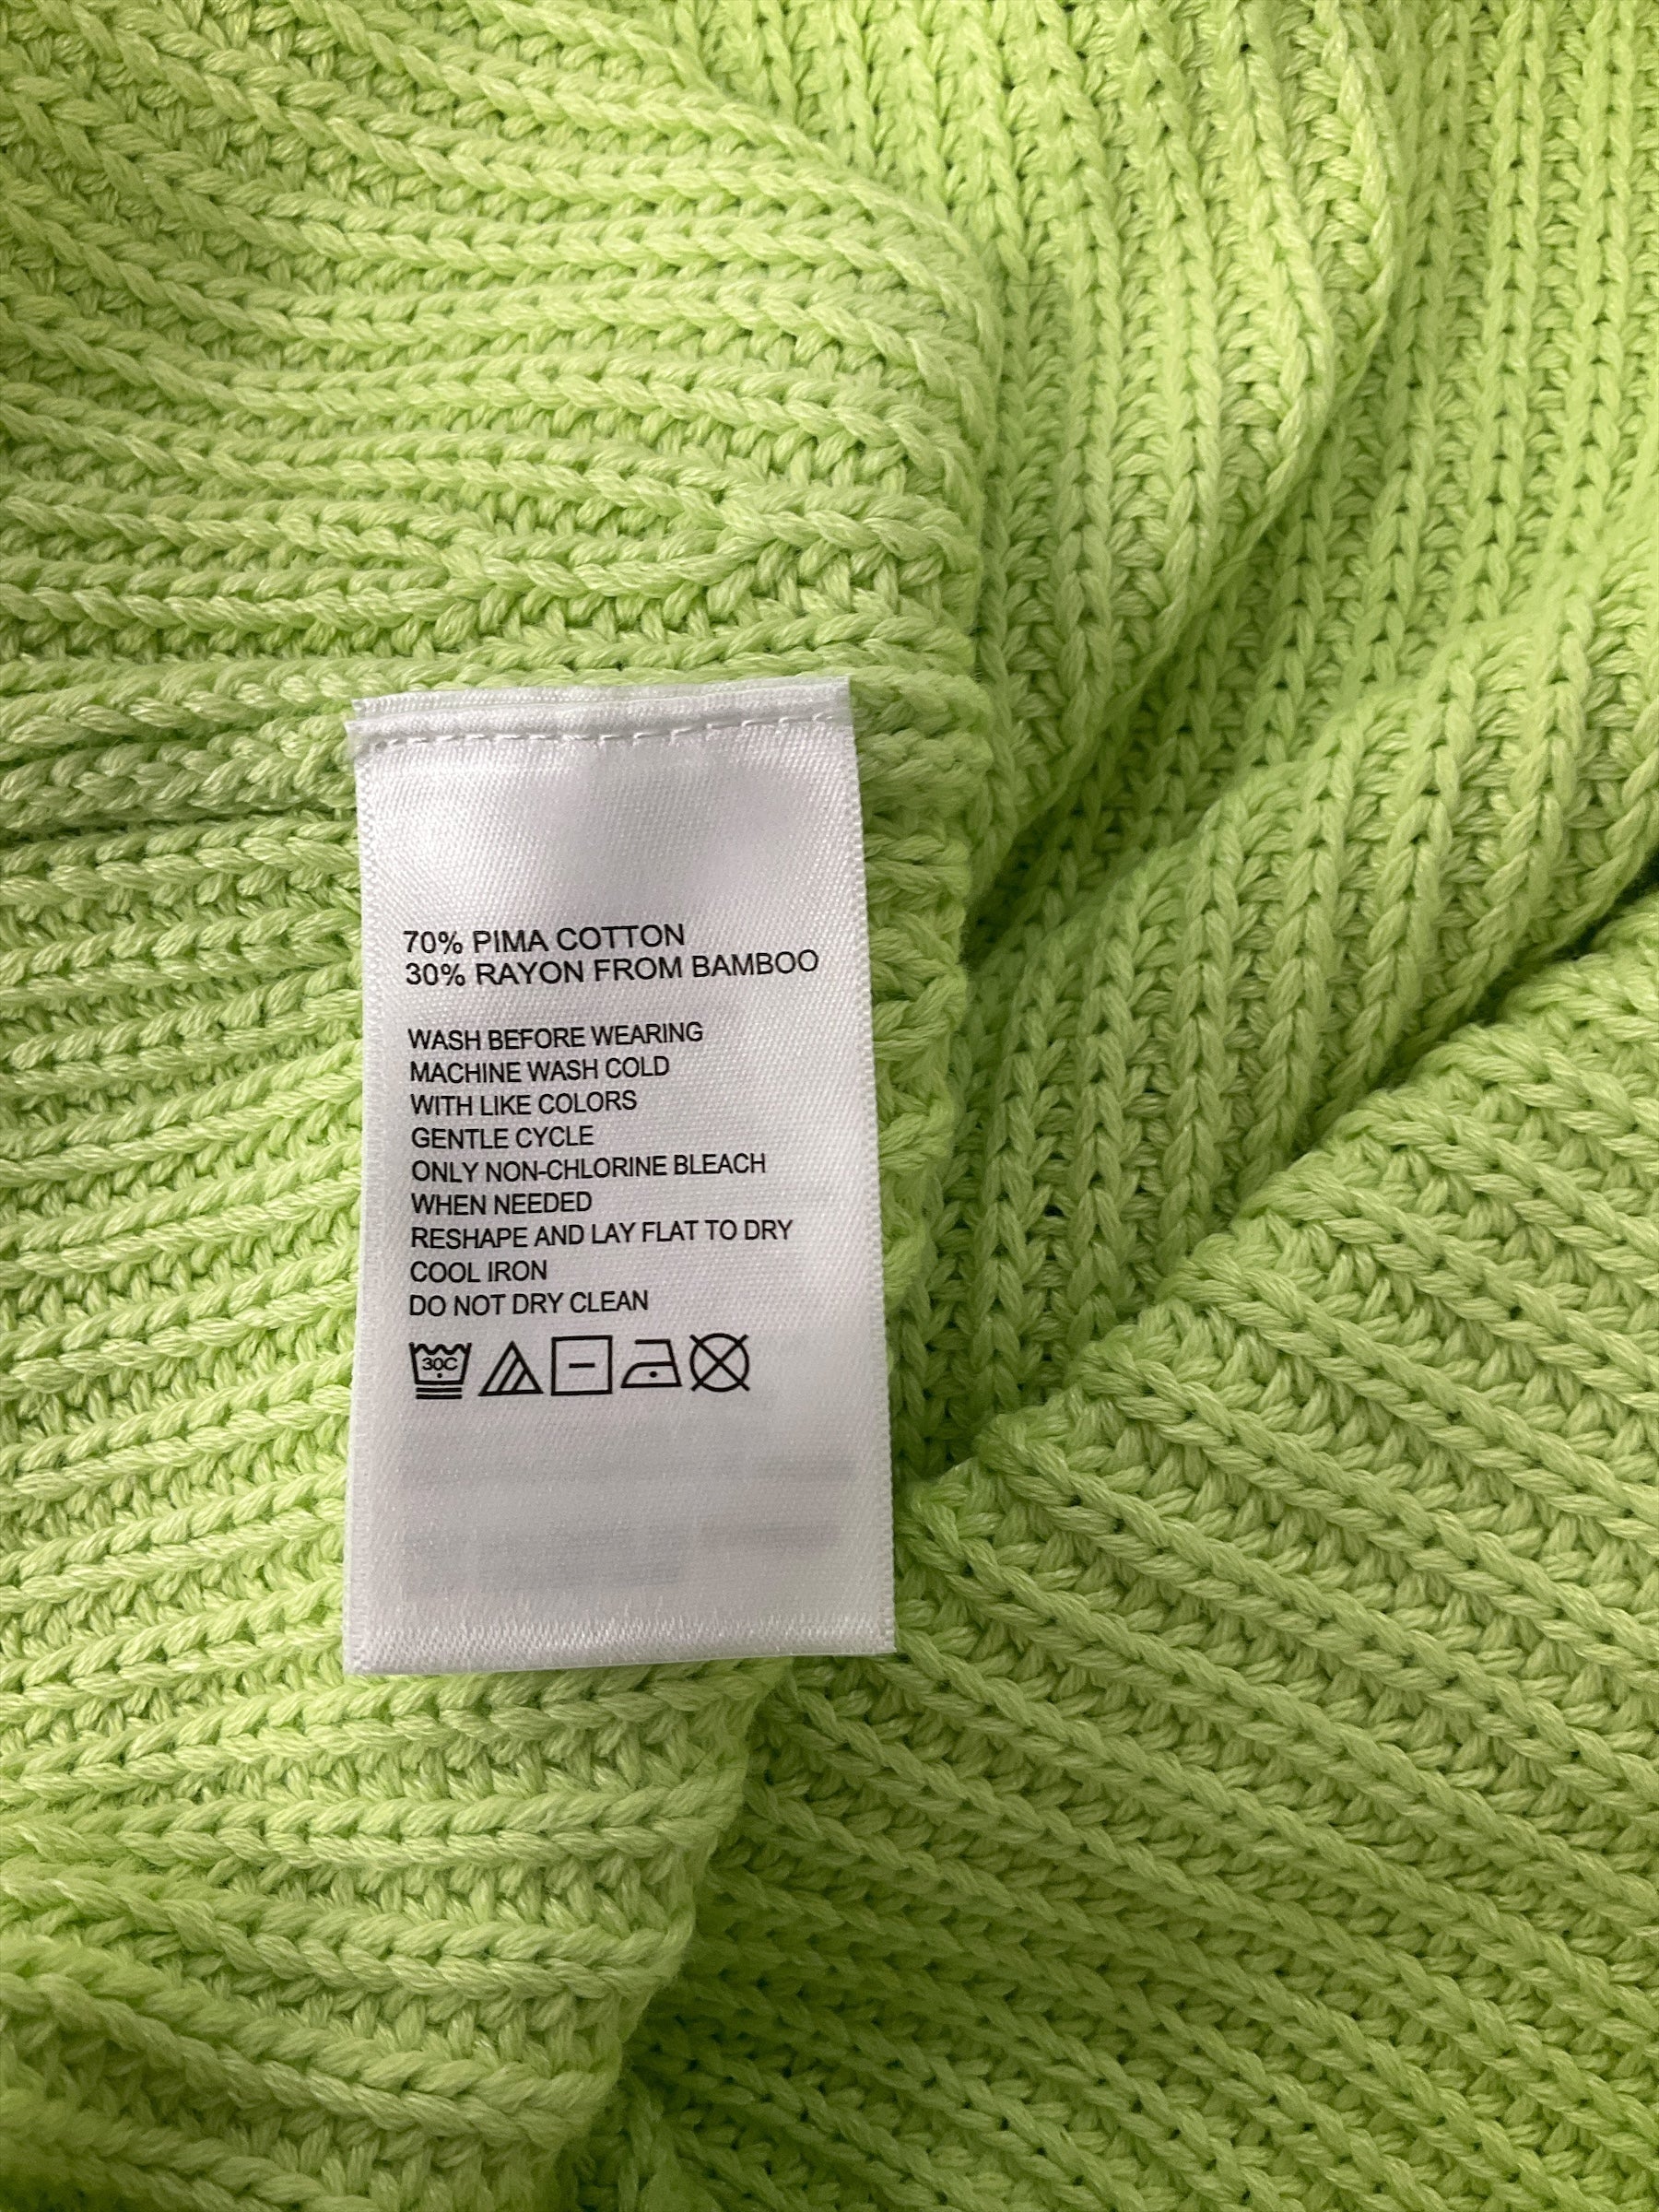 70% PIMA COTTON
30% RAYON FROM BAMBOO
WASH BEFORE WEARING
MACHINE WASH COLD
WITH LIKE COLORS
GENTLE CYCLE
ONLY NON-CHLORINE BLEACH
WHEN NEEDED
RESHAPE AND LAY FLAT TO DRY
COOL IRON
DO NOT DRY CLEAN
30C